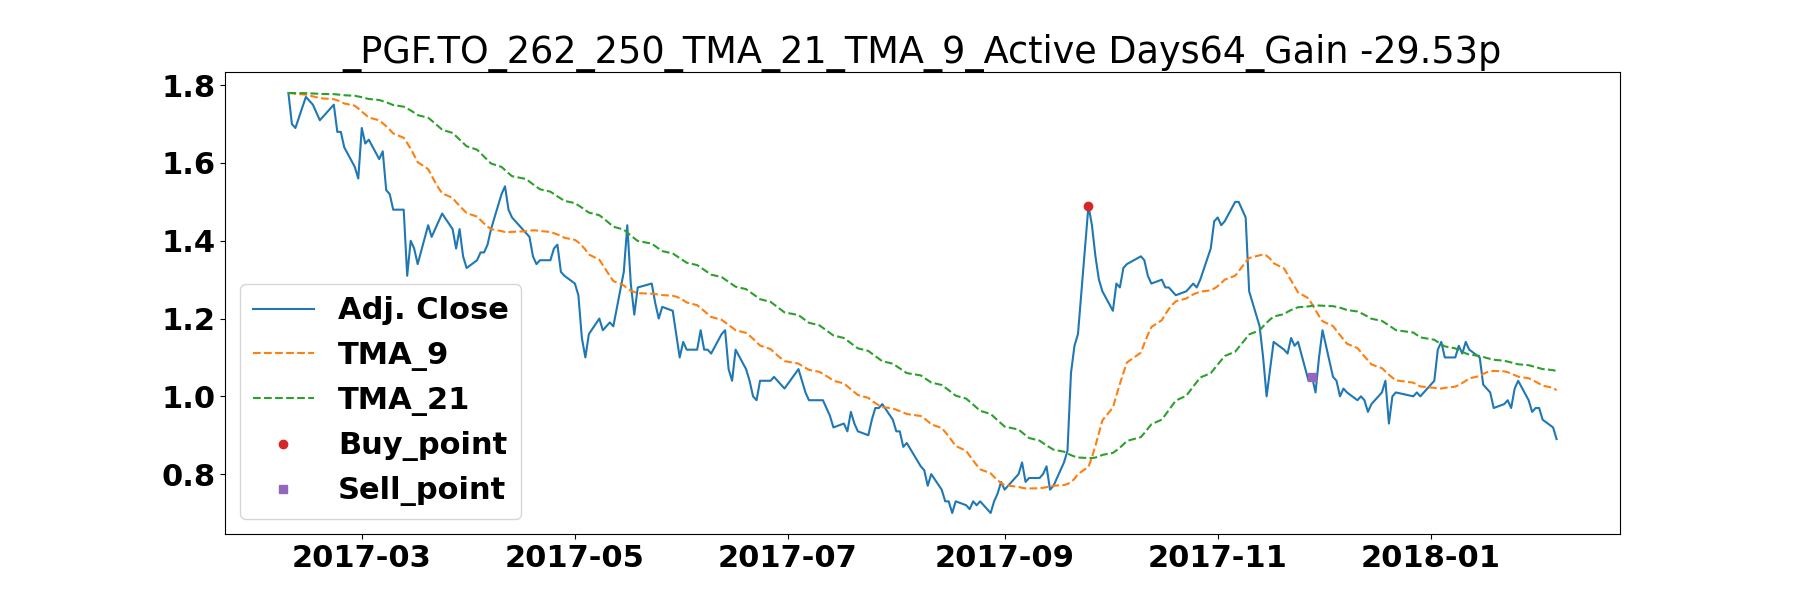 _PGF.TO_262_250_TMA_21_TMA_9_Active Days64_Gain -29.53p
1.8
1.6
1.4
1.2
1.0
0.8
Adj. Close
TMA_9
TMA_21
Buy_point
Sell_point
2017-03 2017-05 2017-07 2017-09 2017-11 2018-01